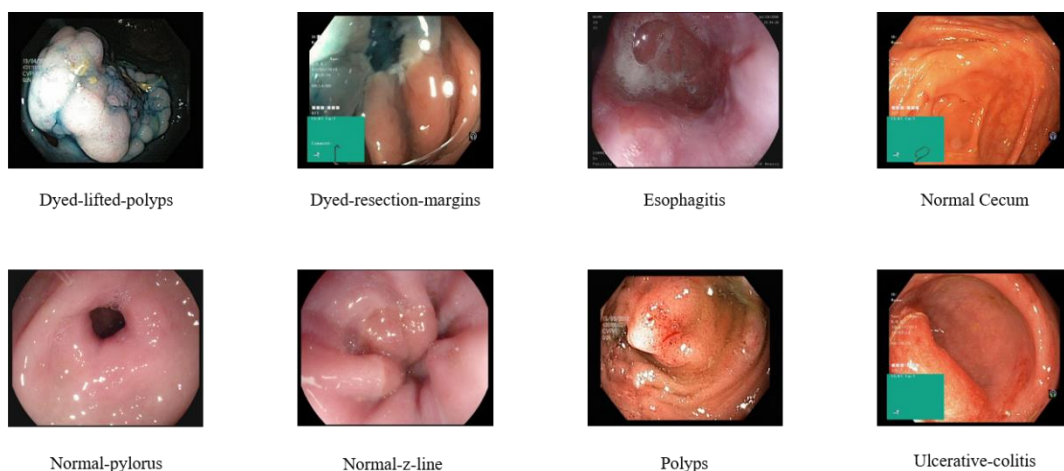 Dyed-lifted-polyps
Dyed-resection-margins
Esophagitis
Normal Cecum
Normal-pylorus
Normal-z-line
Polyps
Ulcerative-colitis